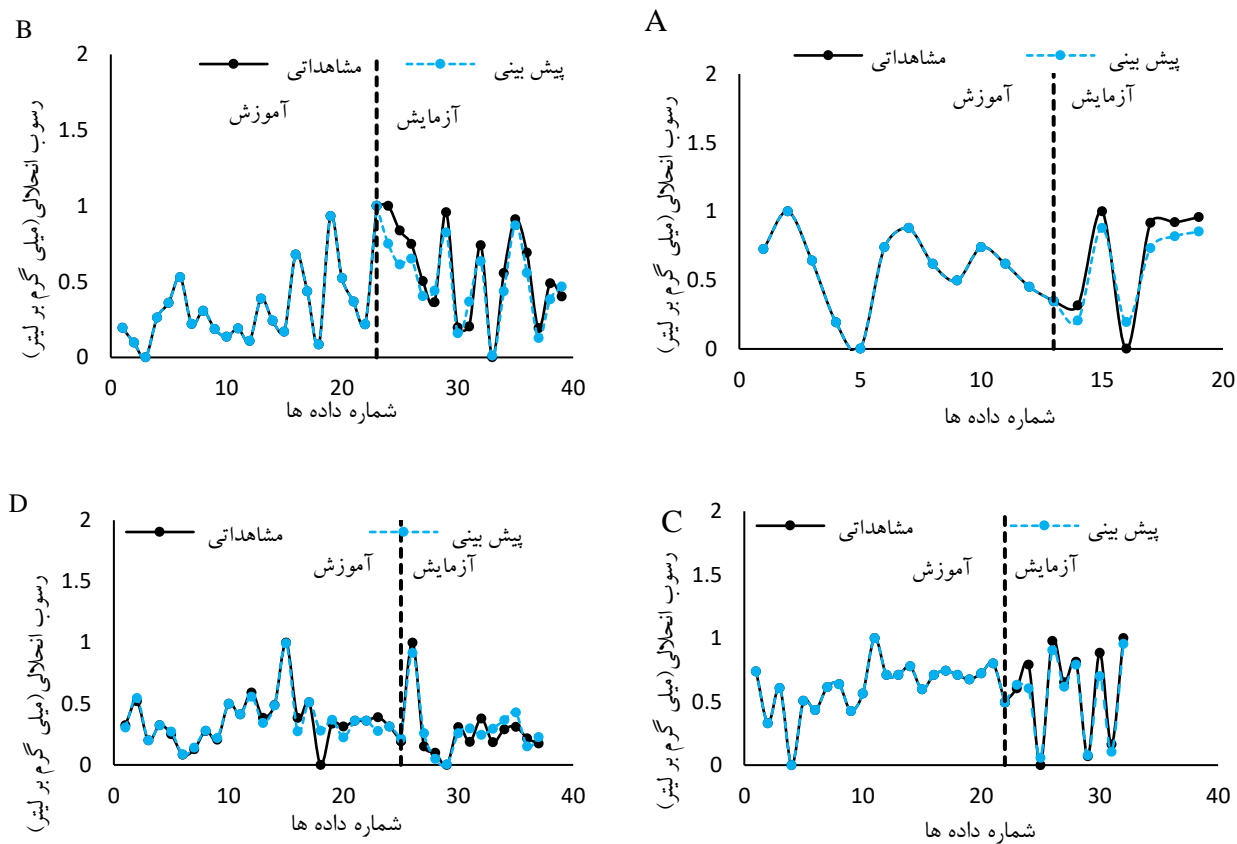 B
2
1.5
1
0.5
0
0
10
20
30
40
مشاهداتی
پیش بینی
آموزش
آزمایش
رسوب انحلالی(میلی گرم بر لیتر)
شماره داده ها
A
2
1.5
1
0.5
0
0
5
10
15
20
مشاهداتی
پیش بینی
آموزش
آزمایش
رسوب انحلالی(میلی گرم بر لیتر)
شماره داده ها
D
2
1.5
1
0.5
0
0
10
20
30
40
مشاهداتی
پیش بینی
آموزش
آزمایش
رسوب انحلالی(میلی گرم بر لیتر)
شماره داده ها
C
2
1.5
1
0.5
0
0
10
20
30
40
مشاهداتی
پیش بینی
آموزش
آزمایش
رسوب انحلالی(میلی گرم بر لیتر)
شماره داده ها